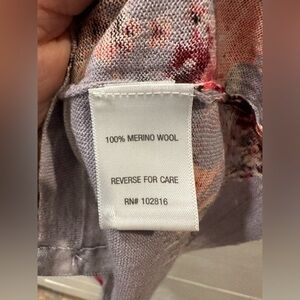 100% MERINO WOOL
REVERSE FOR CARE
RN# 102816